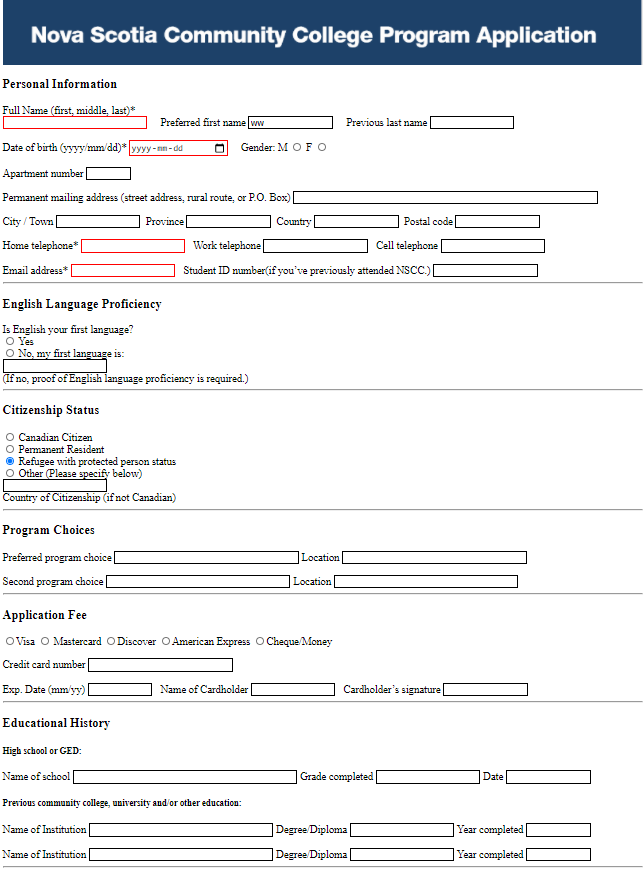 Nova Scotia Community College Program Application
Personal Information
Full Name (first, middle, last)*
Preferred first name ww Previous last name
Date of birth (yyyy/mm/dd)* yyyy-mm-dd Gender: M F
Apartment number
Permanent mailing address (street address, rural route, or P.O. Box)
City / Town Province Country Postal code
Home telephone* Work telephone Cell telephone
Email address* Student ID number(if you’ve previously attended NSCC.)
English Language Proficiency
Is English your first language?
Yes
No, my first language is:
(If no, proof of English language proficiency is required.)
Citizenship Status
Canadian Citizen
Permanent Resident
Refugee with protected person status
Other (Please specify below)
Country of Citizenship (if not Canadian)
Program Choices
Preferred program choice Location
Second program choice Location
Application Fee
Visa Mastercard Discover American Express Cheque/Money
Credit card number
Exp. Date (mm/yy) Name of Cardholder Cardholder’s signature
Educational History
High school or GED:
Name of school Grade completed Date
Previous community college, university and/or other education:
Name of Institution Degree/Diploma Year completed
Name of Institution Degree/Diploma Year completed